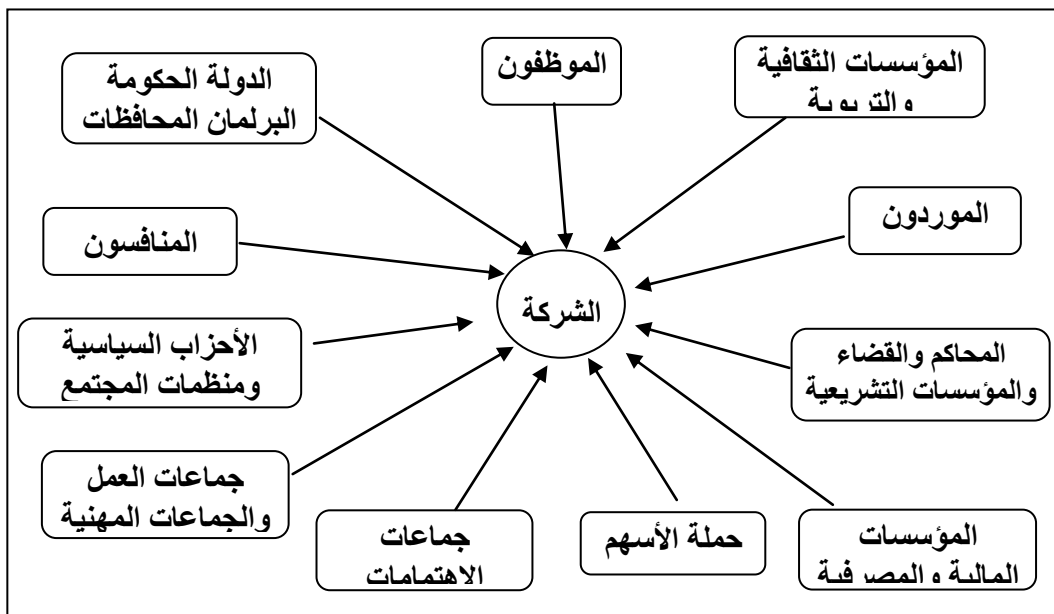 المؤسسات الثقافية
والتربوية
الموظفون
الدولة الحكومة
البرلمان المحافظات
الموردون
المنافسون
الشركة
المحاكم والقضاء
والمؤسسات التشريعية
الأحزاب السياسية
ومنظمات المجتمع
جماعات العمل
والجماعات المهنية
المؤسسات
المالية والمصرفية
حملة الأسهم
جماعات
الاهتمامات